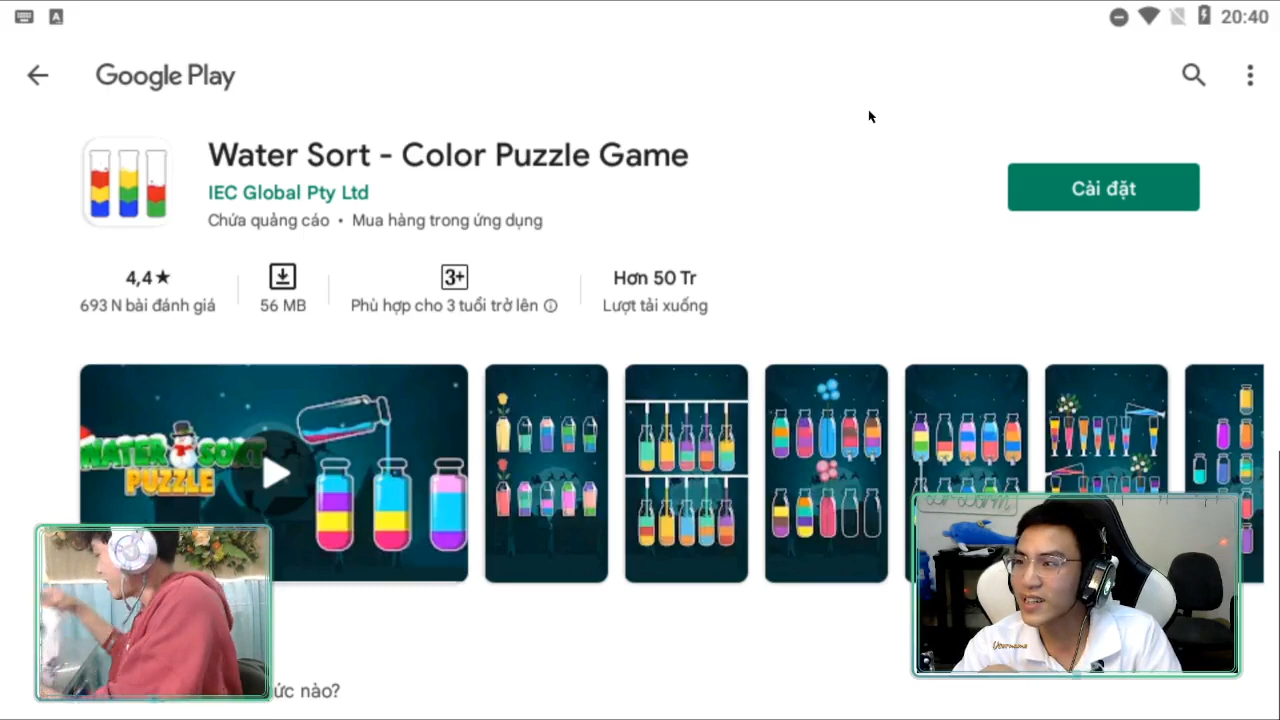 A
20:40
Google Play
Water Sort - Color Puzzle Game
IEC Global Pty Ltd
Chứa quảng cáo • Mua hàng trong ứng dụng
Cài đặt
4,4★
693 N bài đánh giá
56 MB
3+
Phù hợp cho 3 tuổi trở lên
Hơn 50 Tr
Lượt tải xuống
WATER SORT
PUZZLE
Username
ức nào?